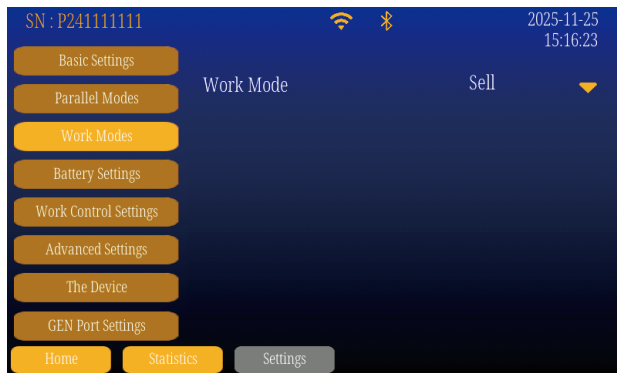 SN : P241111111
2025-11-25
15:16:23
Basic Settings
Parallel Modes
Work Modes
Battery Settings
Work Control Settings
Advanced Settings
The Device
GEN Port Settings
Work Mode Sell
Home Statistics Settings